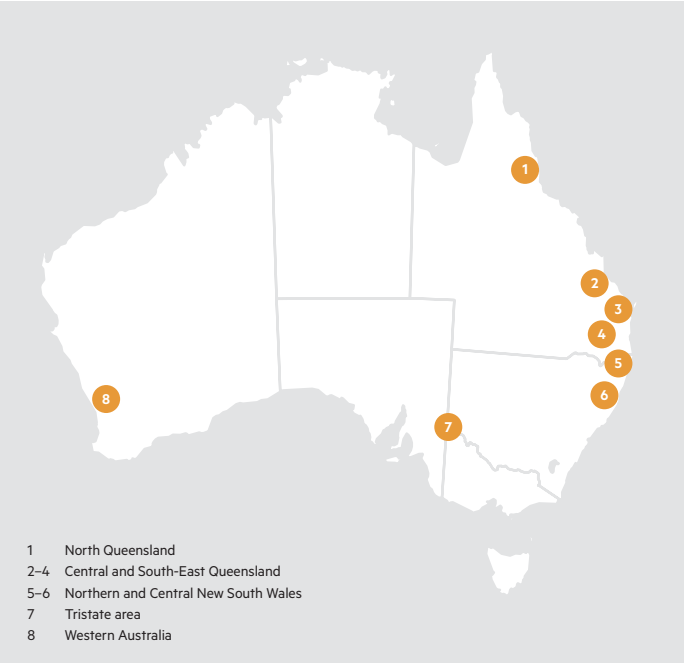 1
2
3
4
5
6
7
8
1 North Queensland
2–4 Central and South-East Queensland
5–6 Northern and Central New South Wales
7 Tristate area
8 Western Australia